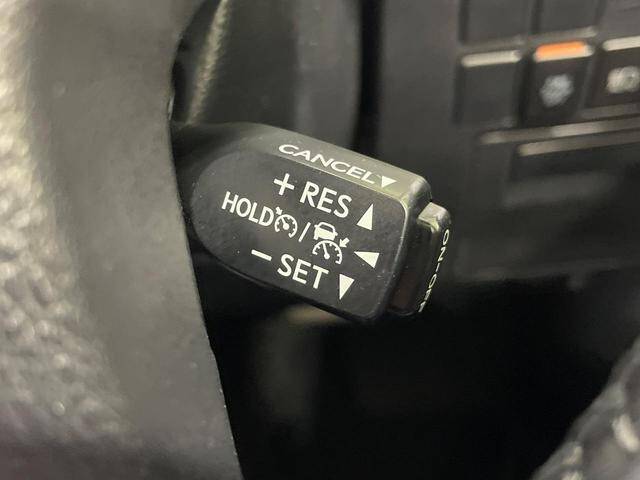 CANCEL▼
+ RES ▲
HOLD /
− SET ▼
ON-OFF